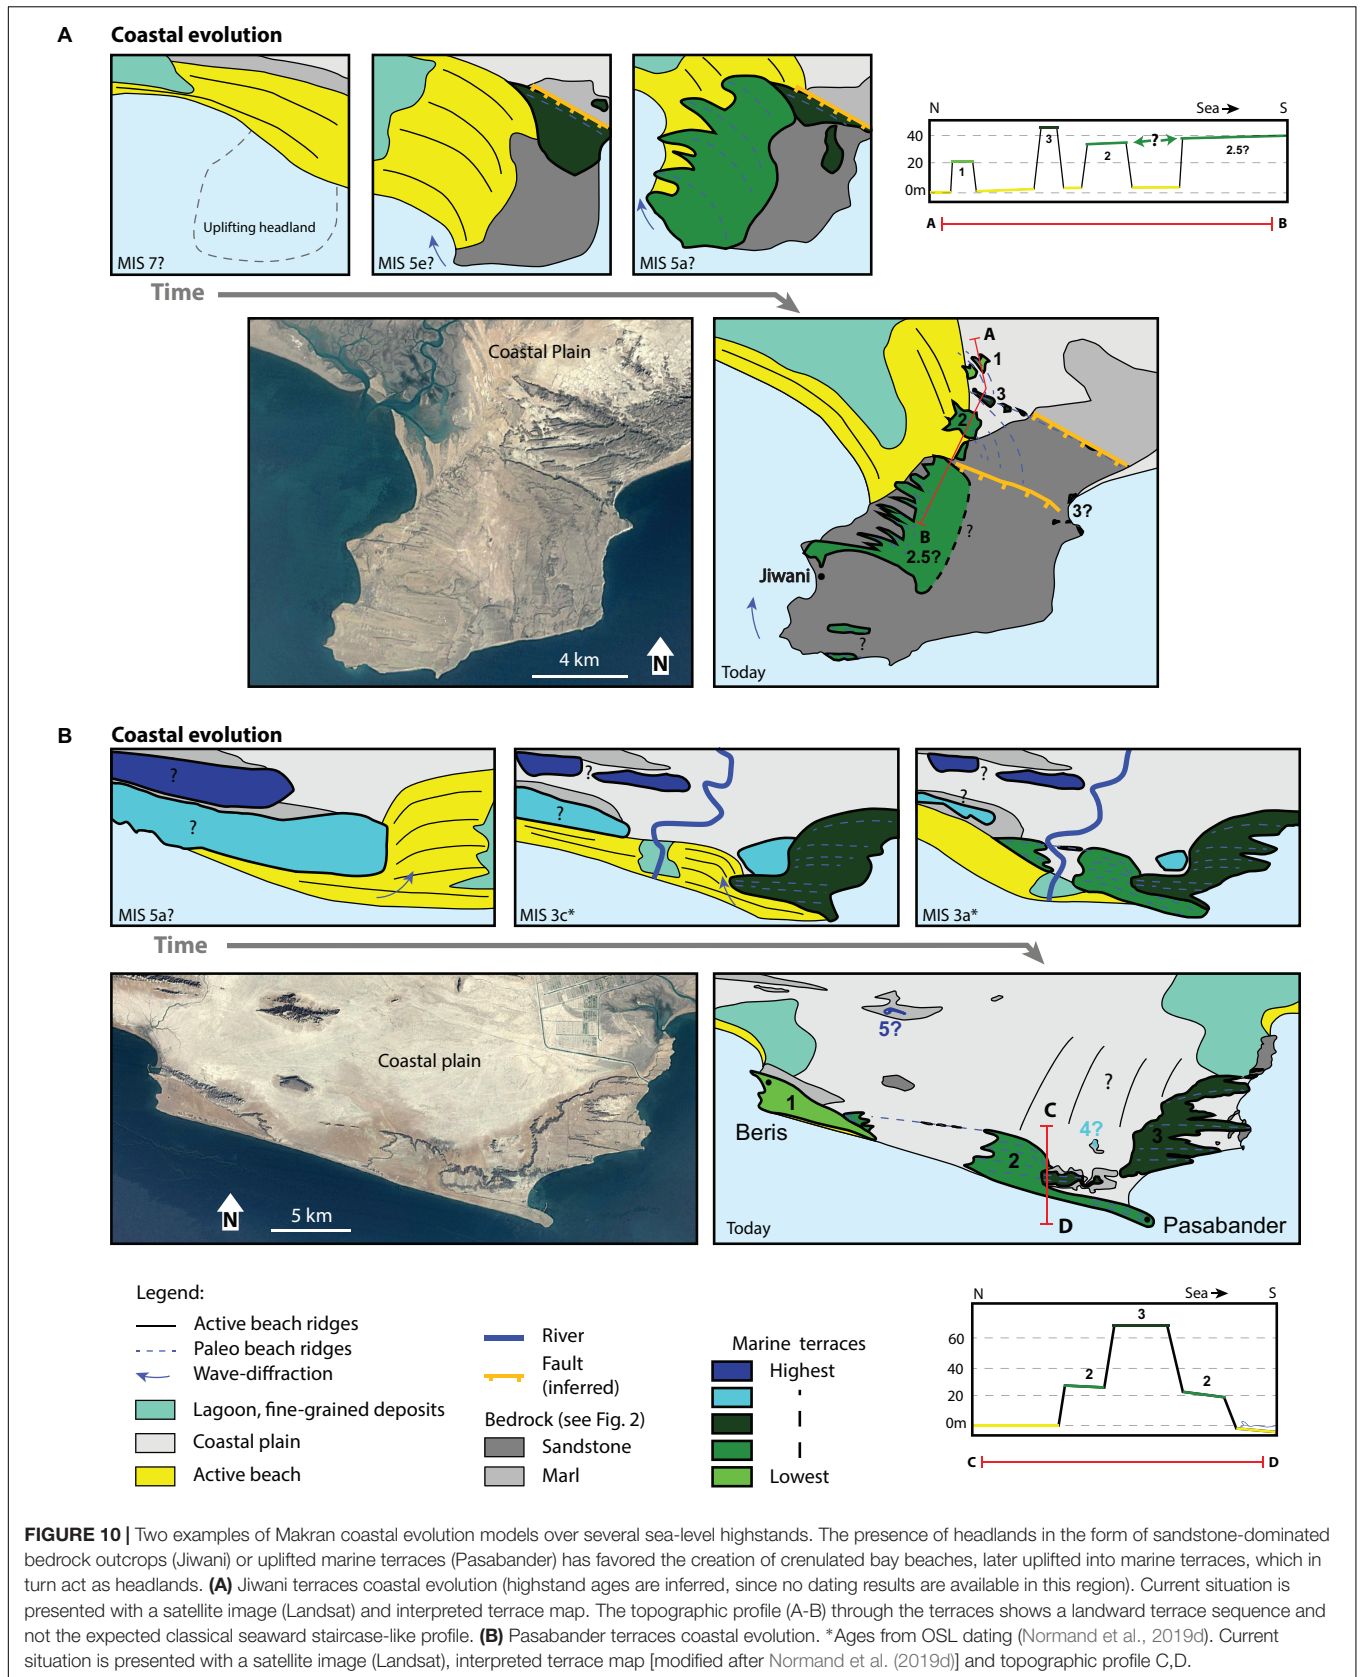 A Coastal evolution
Uplifting headland
MIS 7?
MIS 5e?
MIS 5a?
N Sea S
40
20
0m
1
3
2
?
2.5?
A B
Time
Coastal Plain
4 km
N
A
1
3
2
3?
B
2.5?
?
Jiwani
?
Today
B Coastal evolution
?
?
MIS 5a?
?
?
MIS 3c*
?
?
MIS 3a*
Time
Coastal plain
N
5 km
5?
?
1
C
4?
3
Beris
2
D
Pasabander
Today
Legend:
Active beach ridges
Paleo beach ridges
Wave-diffraction
Lagoon, fine-grained deposits
Coastal plain
Active beach
River
Fault
(inferred)
Bedrock (see Fig. 2)
Sandstone
Marl
Marine terraces
Highest
Lowest
N Sea S
60
40
20
0m
2
3
2
C D
FIGURE 10 | Two examples of Makran coastal evolution models over several sea-level highstands. The presence of headlands in the form of sandstone-dominated
bedrock outcrops (Jiwani) or uplifted marine terraces (Pasabander) has favored the creation of crenulated bay beaches, later uplifted into marine terraces, which in
turn act as headlands. (A) Jiwani terraces coastal evolution (highstand ages are inferred, since no dating results are available in this region). Current situation is
presented with a satellite image (Landsat) and interpreted terrace map. The topographic profile (A-B) through the terraces shows a landward terrace sequence and
not the expected classical seaward staircase-like profile. (B) Pasabander terraces coastal evolution. *Ages from OSL dating (Normand et al., 2019d). Current
situation is presented with a satellite image (Landsat), interpreted terrace map [modified after Normand et al. (2019d)] and topographic profile C,D.